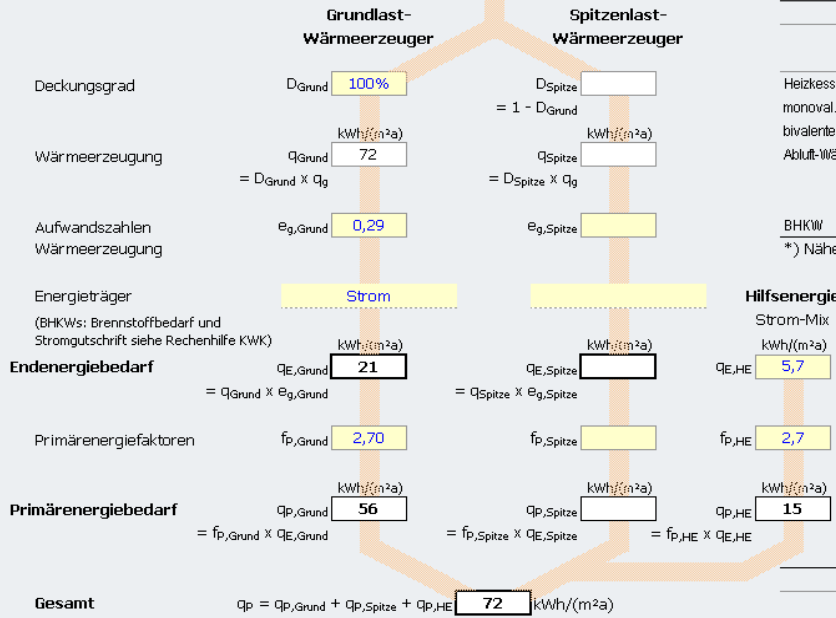 Grundlast-
Wärmeerzeuger
Spitzenlast-
Wärmeerzeuger
Deckungsgrad
DGrund 100%
DSpitze
= 1 - DGrund
kWh/(m²a)
kWh/(m²a)
Wärmeerzeugung
qGrund 72
qSpitze
= DGrund x qg
= DSpitze x qg
Aufwandszahlen
Wärmeerzeugung
eg,Grund 0,29
eg,Spitze
Energieträger
Strom
(BHKWs: Brennstoffbedarf und
Stromgutschrift siehe Rechenhilfe KWK)
kWh/(m²a)
kWh/(m²a)
Endenergiebedarf
qE,Grund 21
qE,Spitze
= qGrund x eg,Grund
= qSpitze x eg,Spitze
Primärenergiefaktoren
fP,Grund 2,70
fP,Spitze
kWh/(m²a)
kWh/(m²a)
Primärenergiebedarf
qP,Grund 56
qP,Spitze
= fP,Grund x qE,Grund
= fP,Spitze x qE,Spitze
Heizkess
monoval.
bivalente
Abluft-Wä
BHKW
*) Nähe
Hilfsenergie
Strom-Mix
kWh/(m²a)
qE,HE 5,7
fP,HE 2,7
kWh/(m²a)
qP,HE 15
= fP,HE x qE,HE
Gesamt
qP = qP,Grund + qP,Spitze + qP,HE 72 kWh/(m²a)